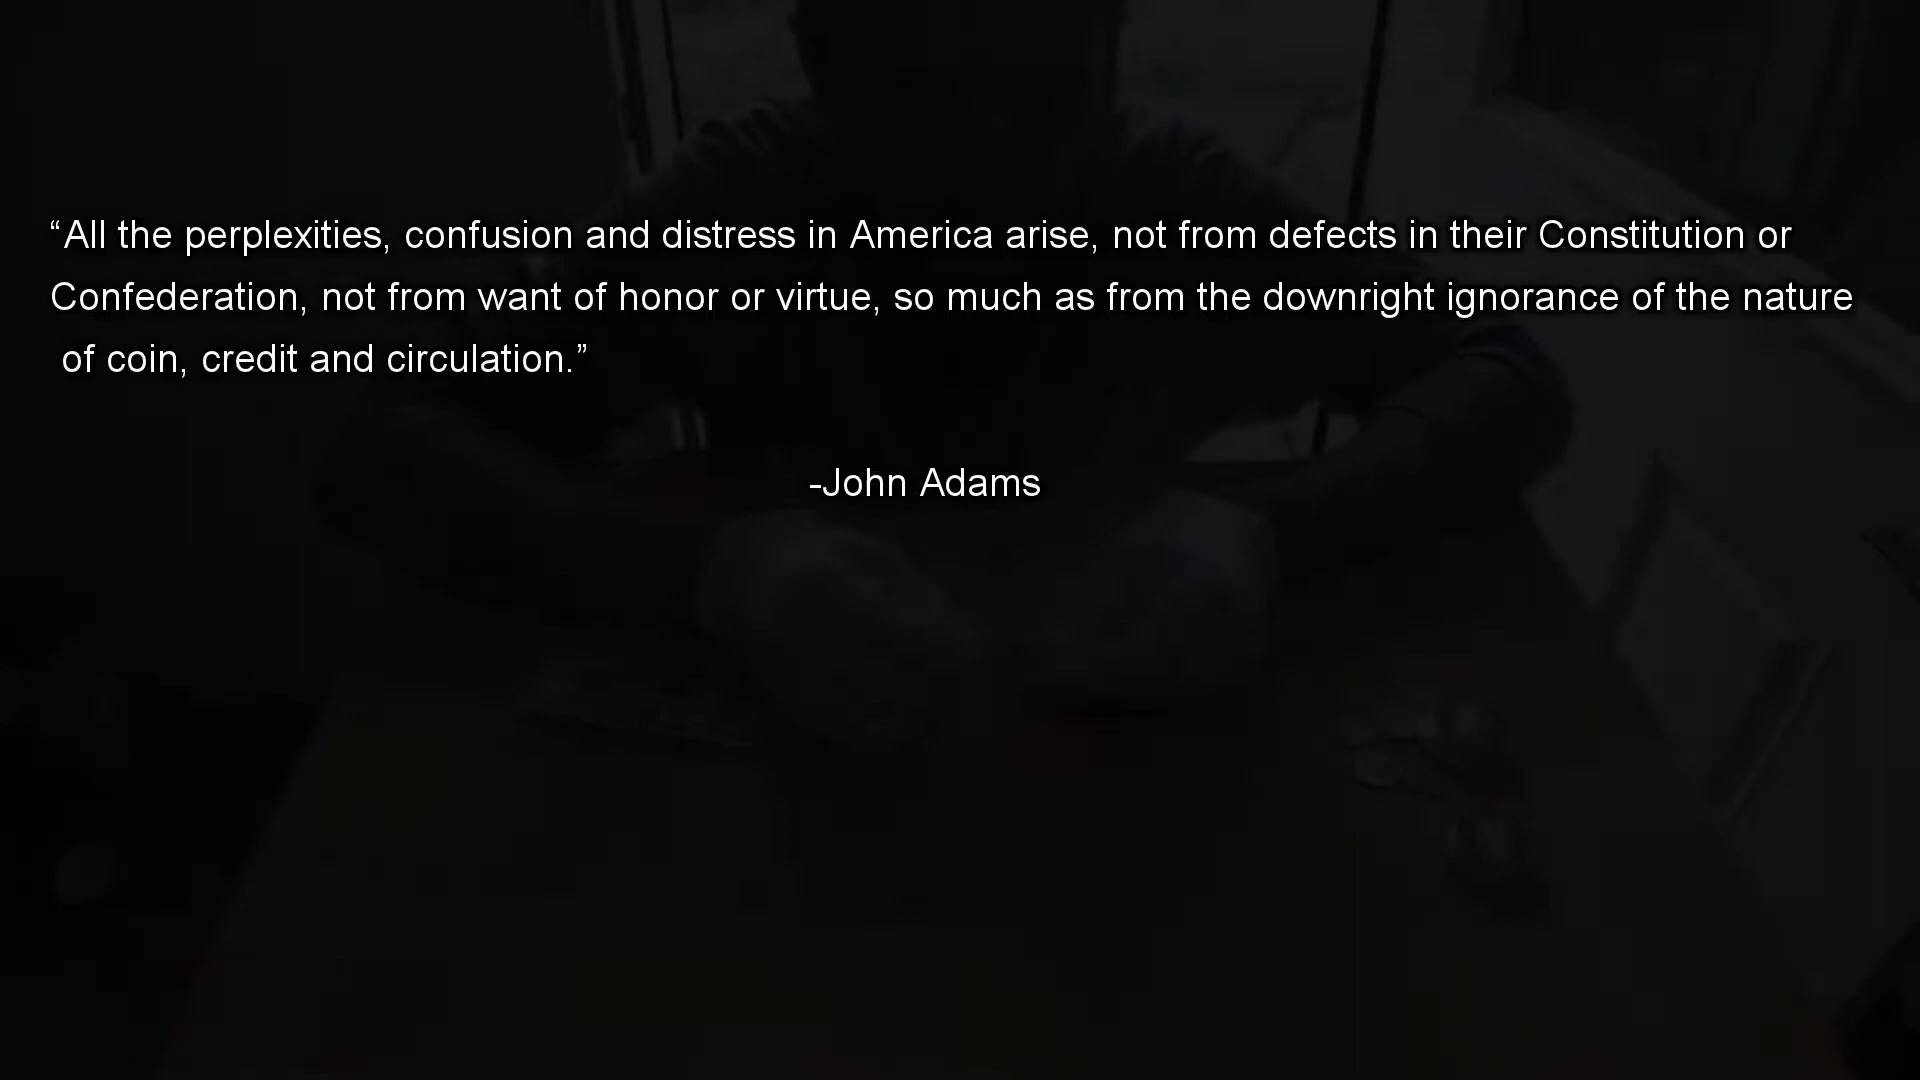 “All the perplexities, confusion and distress in America arise, not from defects in their Constitution or
Confederation, not from want of honor or virtue, so much as from the downright ignorance of the nature
of coin, credit and circulation.”
-John Adams